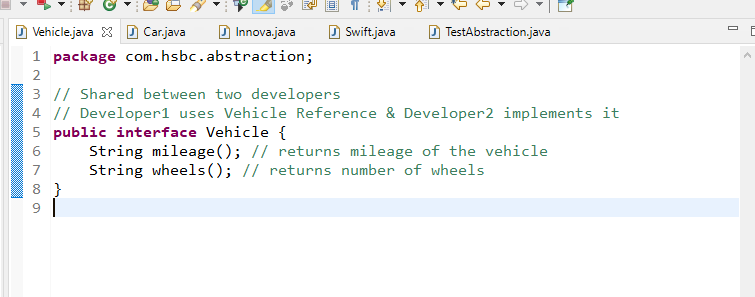 Vehicle.java Car.java Innova.java Swift.java TestAbstraction.java
1 package com.hsbc.abstraction;
2
3 // Shared between two developers
4 // Developer1 uses Vehicle Reference & Developer2 implements it
5 public interface Vehicle {
6 String mileage(); // returns mileage of the vehicle
7 String wheels(); // returns number of wheels
8 }
9